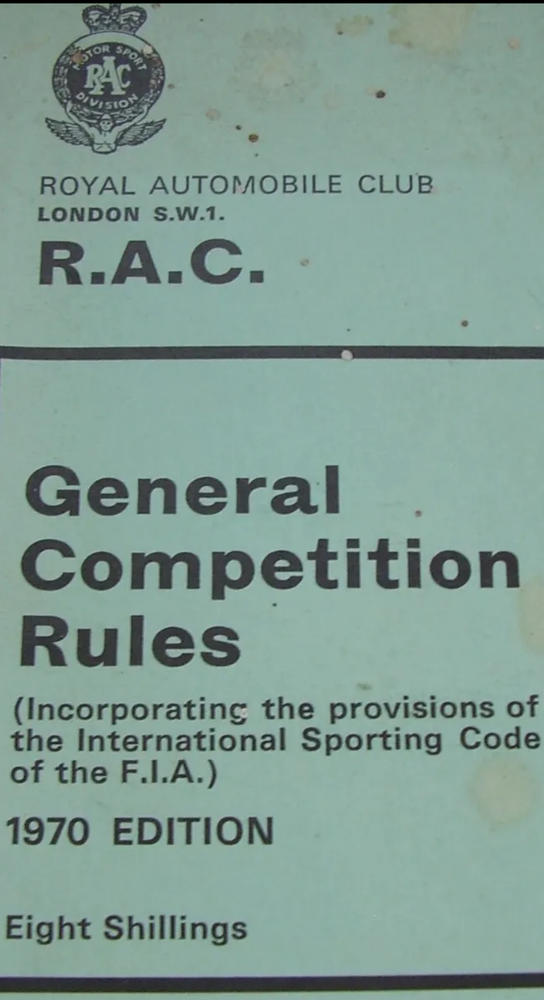 MOTOR SPORT
RAC
DIVISION
ROYAL AUTOMOBILE CLUB
LONDON S.W.1.
R.A.C.
General
Competition
Rules
(Incorporating the provisions of
the International Sporting Code
of the F.I.A.)
1970 EDITION
Eight Shillings